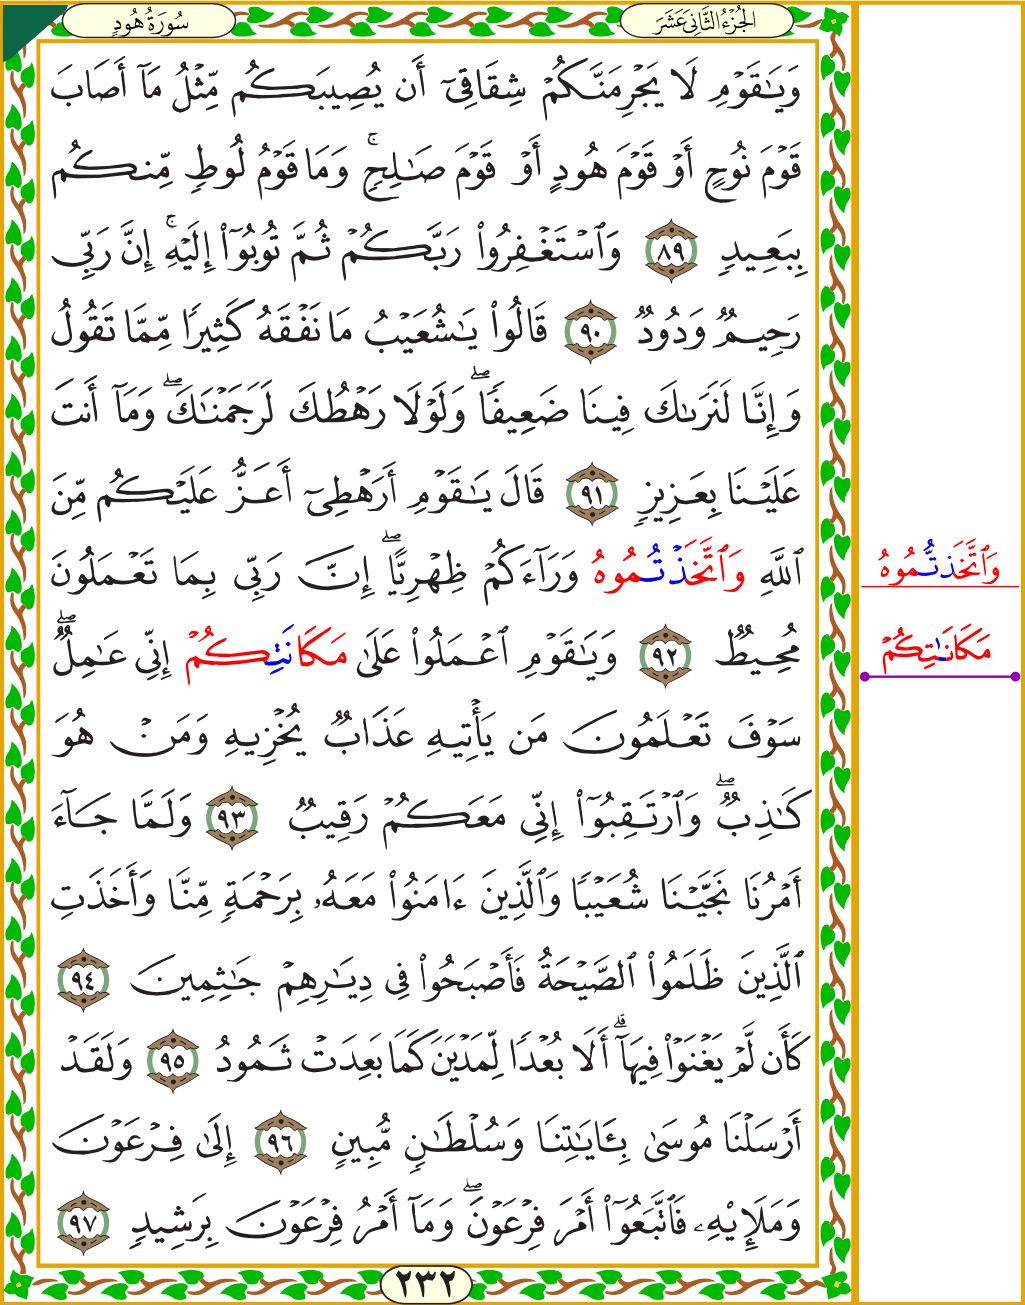 الجُزْءُ الثَّانِي عَشَرَ
سُورَةُ هُودٍ
وَيَٰقَوْمِ لَا يَجْرِمَنَّكُمْ شِقَاقِىٓ أَن يُصِيبَكُم مِّثْلُ مَآ أَصَابَ
قَوْمَ نُوحٍ أَوْ قَوْمَ هُودٍ أَوْ قَوْمَ صَٰلِحٍۚ وَمَا قَوْمُ لُوطٍ مِّنكُم
بِبَعِيدٍ ٨٩ وَٱسْتَغْفِرُوا۟ رَبَّكُمْ ثُمَّ تُوبُوٓا۟ إِلَيْهِۚ إِنَّ رَبِّى
رَحِيمٌ وَدُودٌ ٩٠ قَالُوا۟ يَٰشُعَيْبُ مَا نَفْقَهُ كَثِيرًا مِّمَّا تَقُولُ
وَإِنَّا لَنَرَىٰكَ فِينَا ضَعِيفًاۖ وَلَوْلَا رَهْطُكَ لَرَجَمْنَٰكَۖ وَمَآ أَنتَ
عَلَيْنَا بِعَزِيزٍ ٩١ قَالَ يَٰقَوْمِ أَرَهْطِىٓ أَعَزُّ عَلَيْكُم مِّنَ
ٱللَّهِ وَٱتَّخَذْتُمُوهُ وَرَآءَكُمْ ظِهْرِيًّاۖ إِنَّ رَبِّى بِمَا تَعْمَلُونَ
مُحِيطٌ ٩٢ وَيَٰقَوْمِ ٱعْمَلُوا۟ عَلَىٰ مَكَانَتِكُمْ إِنِّى عَٰمِلٌۖ
سَوْفَ تَعْلَمُونَ مَن يَأْتِيهِ عَذَابٌ يُخْزِيهِ وَمَنْ هُوَ
كَٰذِبٌۖ وَٱرْتَقِبُوٓا۟ إِنِّى مَعَكُمْ رَقِيبٌ ٩٣ وَلَمَّا جَآءَ
أَمْرُنَا نَجَّيْنَا شُعَيْبًا وَٱلَّذِينَ ءَامَنُوا۟ مَعَهُۥ بِرَحْمَةٍ مِّنَّا وَأَخَذَتِ
ٱلَّذِينَ ظَلَمُوا۟ ٱلصَّيْحَةُ فَأَصْبَحُوا۟ فِى دِيَٰرِهِمْ جَٰثِمِينَ ٩٤
كَأَن لَّمْ يَغْنَوْا۟ فِيهَآۗ أَلَا بُعْدًا لِّمَدْيَنَ كَمَا بَعِدَتْ ثَمُودُ ٩٥ وَلَقَدْ
أَرْسَلْنَا مُوسَىٰ بِـَٔايَٰتِنَا وَسُلْطَٰنٍ مُّبِينٍ ٩٦ إِلَىٰ فِرْعَوْنَ
وَمَلَإِي۟هِۦ فَٱتَّبَعُوٓا۟ أَمْرَ فِرْعَوْنَۖ وَمَآ أَمْرُ فِرْعَوْنَ بِرَشِيدٍ ٩٧
وَٱتَّخَذتُّمُوهُ
مَكَانَٰتِكُمْ
٢٣٢